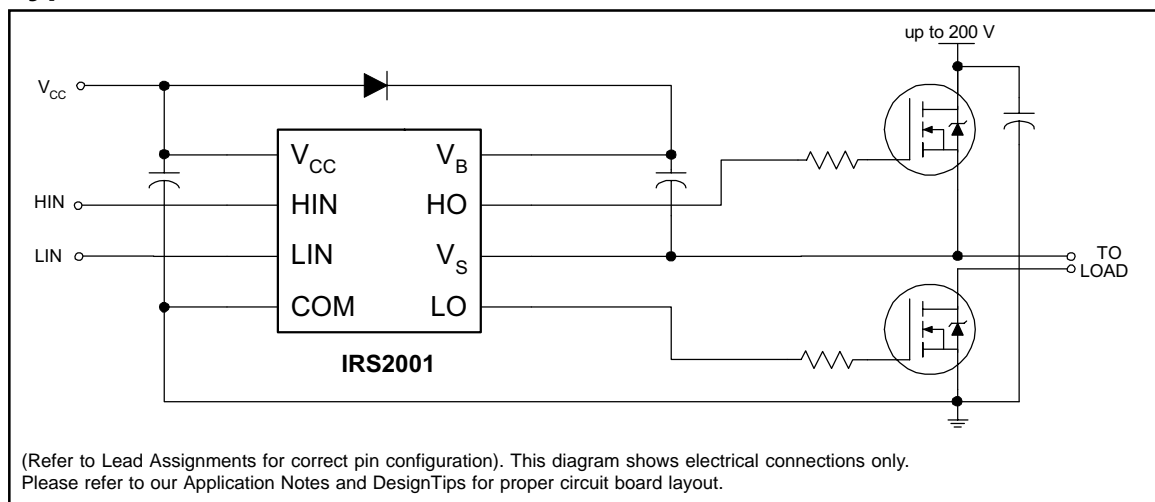 up to 200 V
VCC
VCC
VB
HIN
HIN
HO
LIN
LIN
VS
TO
LOAD
COM
LO
IRS2001
(Refer to Lead Assignments for correct pin configuration). This diagram shows electrical connections only.
Please refer to our Application Notes and DesignTips for proper circuit board layout.